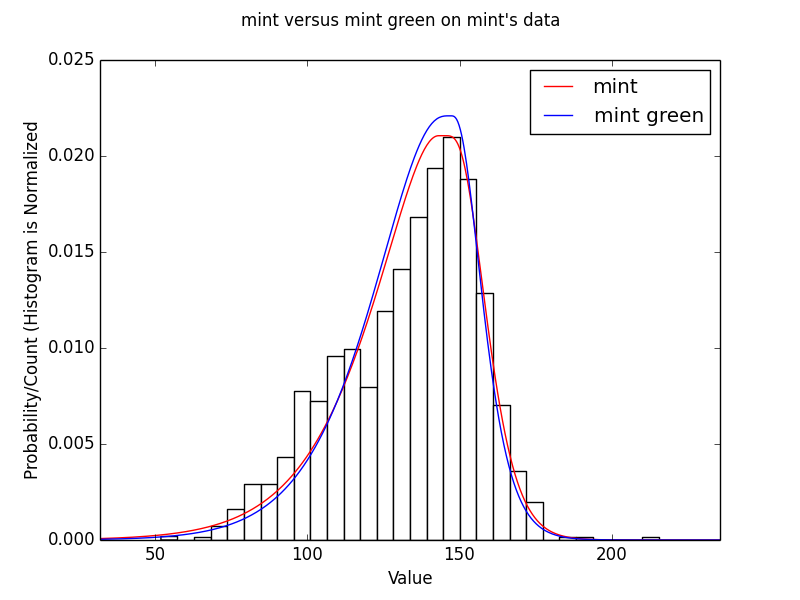 mint versus mint green on mint's data
mint
mint green
Probability/Count (Histogram is Normalized
0.025
0.020
0.015
0.010
0.005
0.000
50
100
150
200
Value